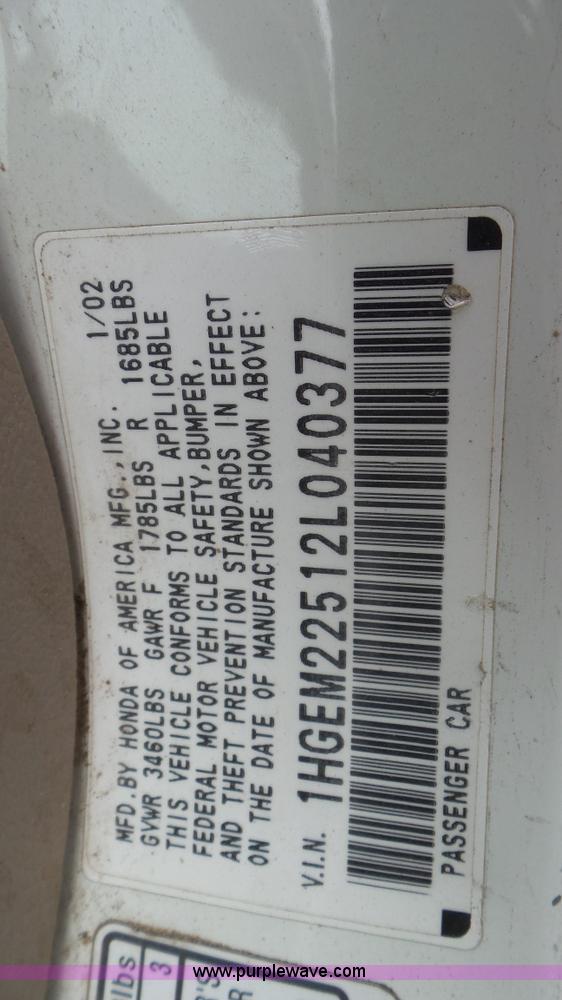 MFD.BY HONDA OF AMERICA MFG.,INC. 1/02
GVWR 3460LBS GAWR F 1785LBS R 1685LBS
THIS VEHICLE CONFORMS TO ALL APPLICABLE
FEDERAL MOTOR VEHICLE SAFETY,BUMPER,
AND THEFT PREVENTION STANDARDS IN EFFECT
ON THE DATE OF MANUFACTURE SHOWN ABOVE:
V.I.N. 1HGEM22512L040377
PASSENGER CAR
lbs
3
www.purplewave.com